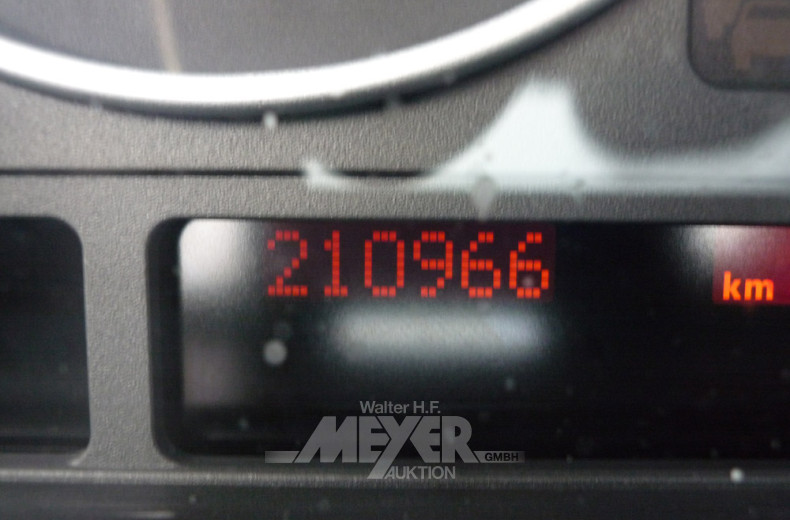 210966 km
Walter H.F.
MEYER GMBH
AUKTION